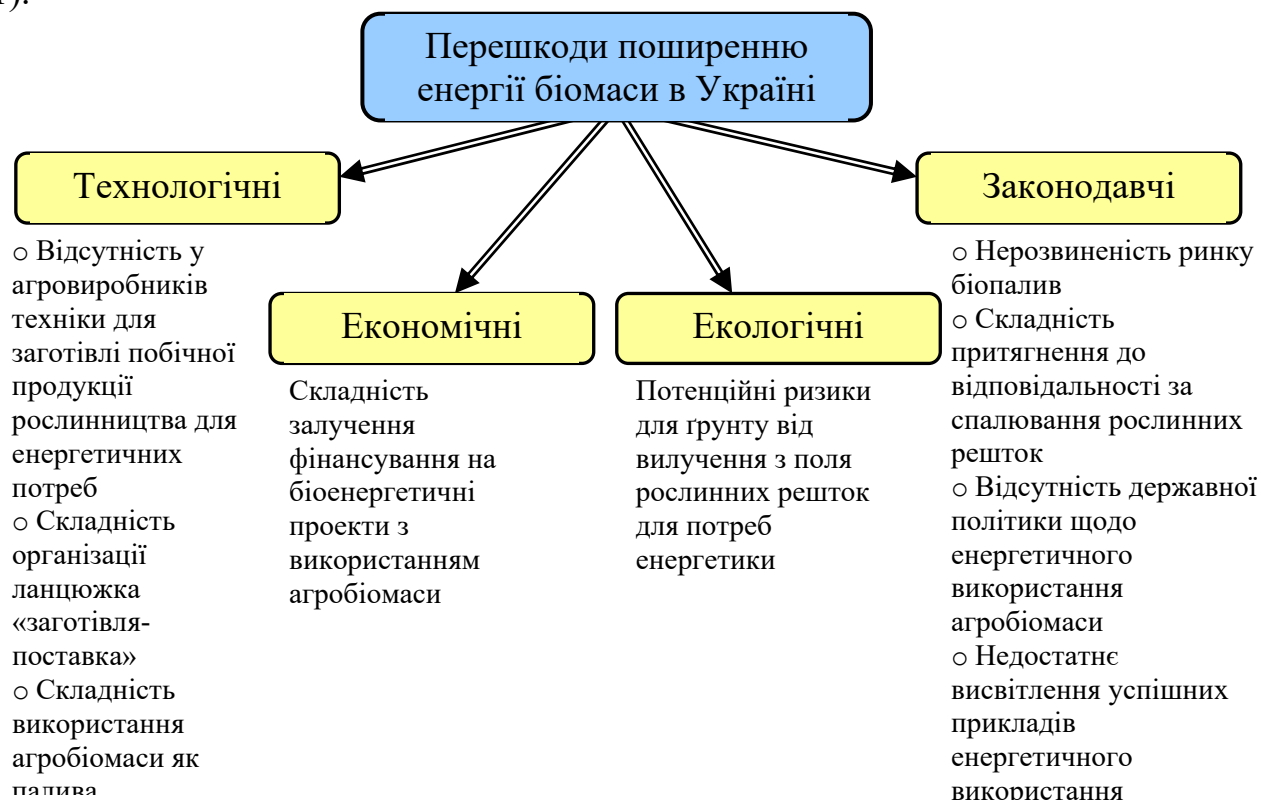 Перешкоди поширенню
енергії біомаси в Україні
Технологічні
o Відсутність у
агровиробників
техніки для
заготівлі побічної
продукції
рослинництва для
енергетичних
потреб
o Складність
організації
ланцюжка
«заготівля-
поставка»
o Складність
використання
агробіомаси як
палива
Економічні
Складність
залучення
фінансування на
біоенергетичні
проекти з
використанням
агробіомаси
Екологічні
Потенційні ризики
для ґрунту від
вилучення з поля
рослинних решток
для потреб
енергетики
Законодавчі
o Нерозвиненість ринку
біопалив
o Складність
притягнення до
відповідальності за
спалювання рослинних
решток
o Відсутність державної
політики щодо
енергетичного
використання
агробіомаси
o Недостатнє
висвітлення успішних
прикладів
енергетичного
використання